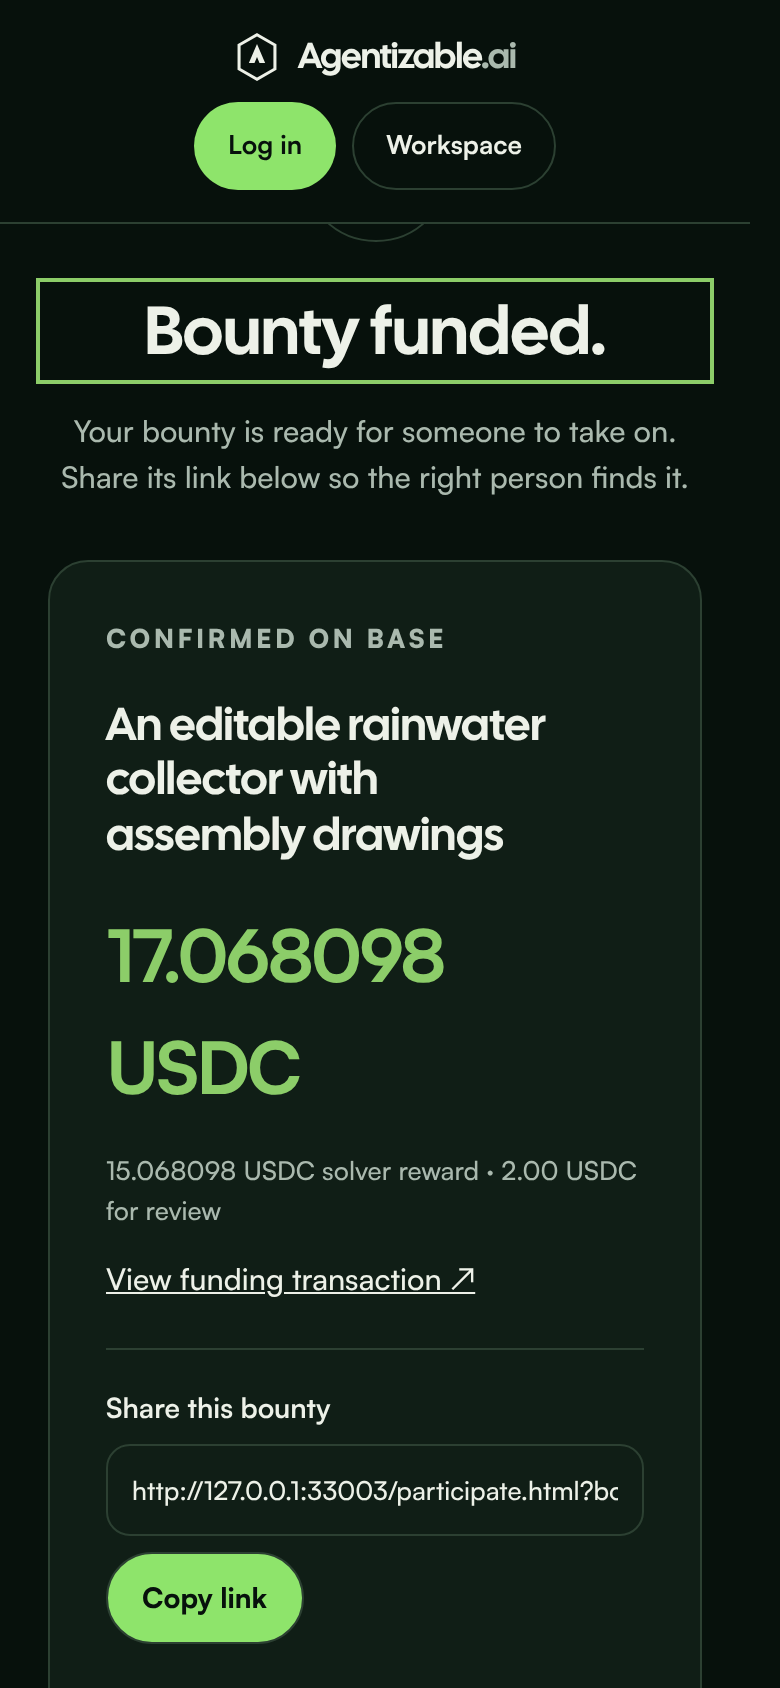 Agentizable.ai
Log in
Workspace
Bounty funded.
Your bounty is ready for someone to take on.
Share its link below so the right person finds it.
CONFIRMED ON BASE
An editable rainwater
collector with
assembly drawings
17.068098
USDC
15.068098 USDC solver reward · 2.00 USDC
for review
View funding transaction ↗
Share this bounty
http://127.0.0.1:33003/participate.html?bo
Copy link